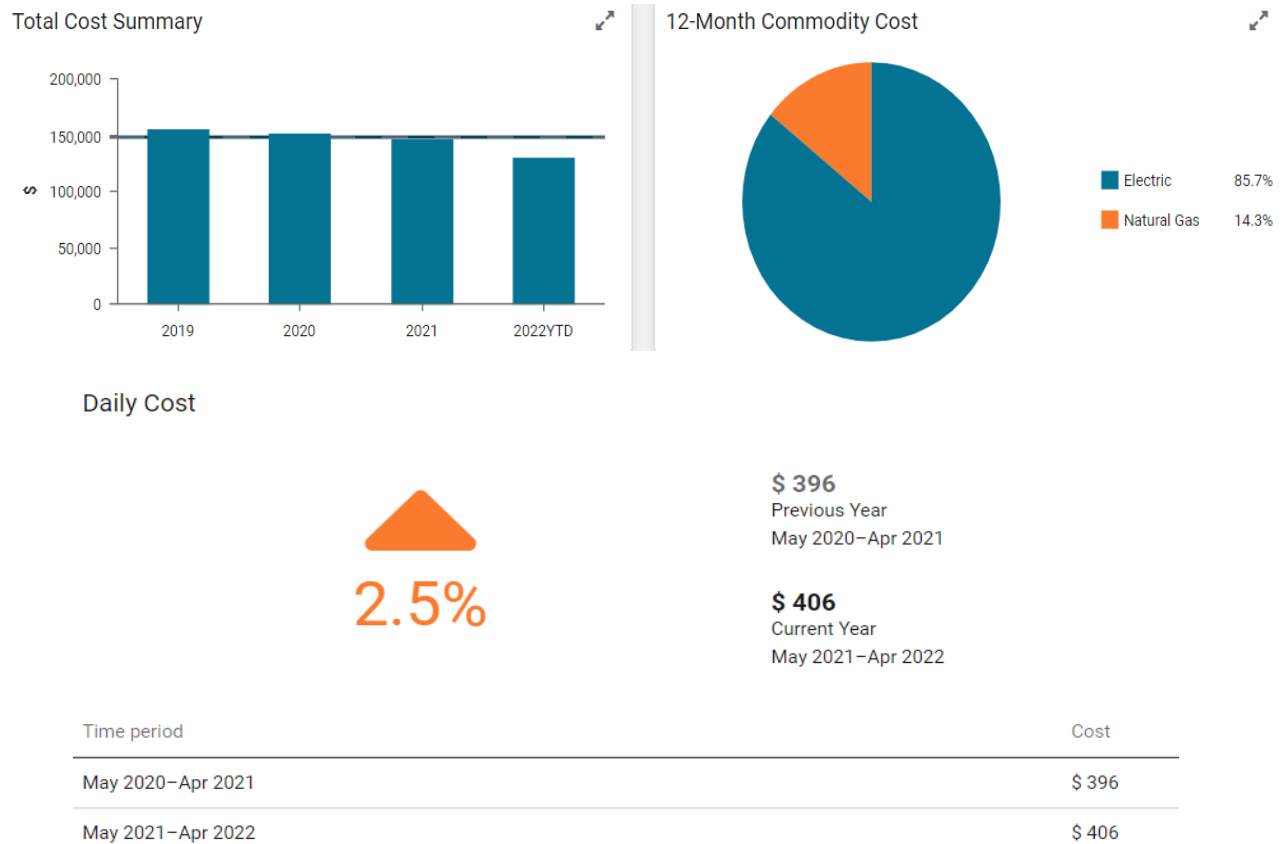 Total Cost Summary
200,000
150,000
100,000
50,000
0
$
2019 2020 2021 2022YTD
12-Month Commodity Cost
Electric 85.7%
Natural Gas 14.3%
Daily Cost
2.5%
$ 396
Previous Year
May 2020–Apr 2021
$ 406
Current Year
May 2021–Apr 2022
Time period Cost
May 2020–Apr 2021 $ 396
May 2021–Apr 2022 $ 406